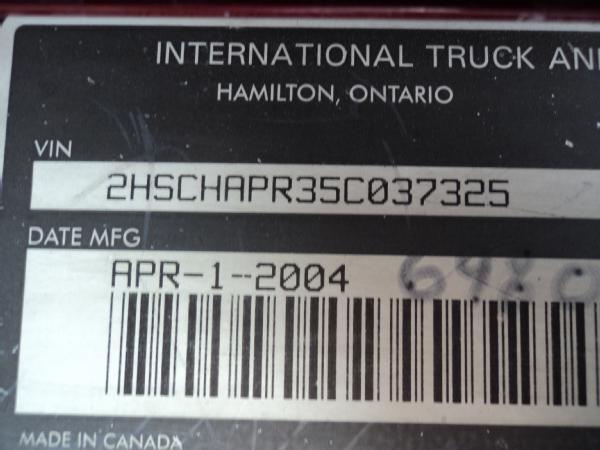 INTERNATIONAL TRUCK AN
HAMILTON, ONTARIO
VIN
2HSCHAPR35C037325
DATE MFG
APR-1-2004
MADE IN CANADA